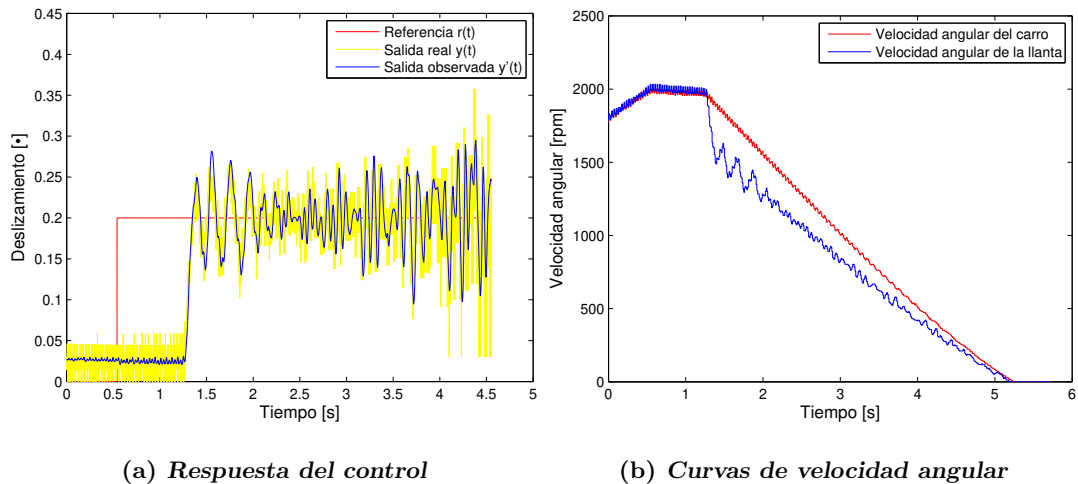 Referencia r(t)
Salida real y(t)
Salida observada y'(t)
Deslizamiento [•]
0.45
0.4
0.35
0.3
0.25
0.2
0.15
0.1
0.05
0
0 0.5 1 1.5 2 2.5 3 3.5 4 4.5 5
Tiempo [s]
(a) Respuesta del control
Velocidad angular del carro
Velocidad angular de la llanta
Velocidad angular [rpm]
2500
2000
1500
1000
500
0
0 1 2 3 4 5 6
Tiempo [s]
(b) Curvas de velocidad angular